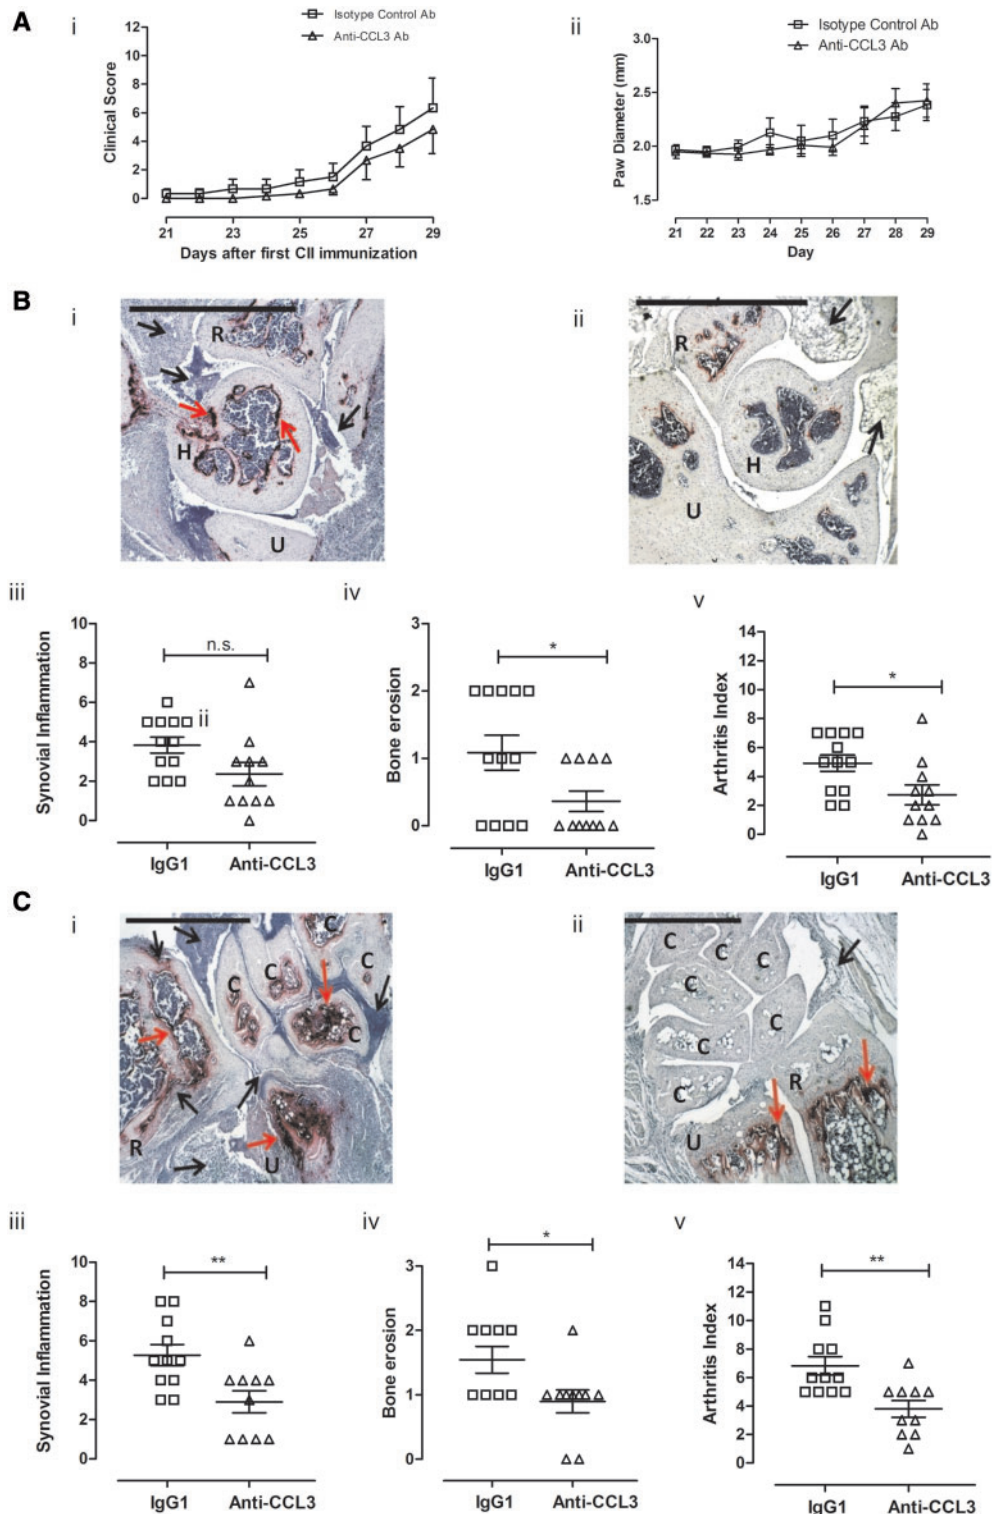 A
i
Isotype Control Ab
Anti-CCL3 Ab
Clinical Score
12
10
8
6
4
2
0
21 23 25 27 29
Days after first CII immunization
ii
Isotype Control Ab
Anti-CCL3 Ab
Paw Diameter (mm)
3.0
2.5
2.0
1.5
21 22 23 24 25 26 27 28 29
Day
B
i
R
H
U
ii
R
H
U
iii
Synovial Inflammation
10
8
6
4
2
0
n.s.
ii
IgG1 Anti-CCL3
iv
Bone erosion
3
2
1
0
*
IgG1 Anti-CCL3
v
Arthritis Index
14
12
10
8
6
4
2
0
*
IgG1 Anti-CCL3
C
i
C
C
C
C
C
R
U
ii
C
C
C
C
C
C
R
U
iii
Synovial Inflammation
10
8
6
4
2
0
**
IgG1 Anti-CCL3
iv
Bone erosion
3
2
1
0
*
IgG1 Anti-CCL3
v
Arthritis Index
14
12
10
8
6
4
2
0
**
IgG1 Anti-CCL3